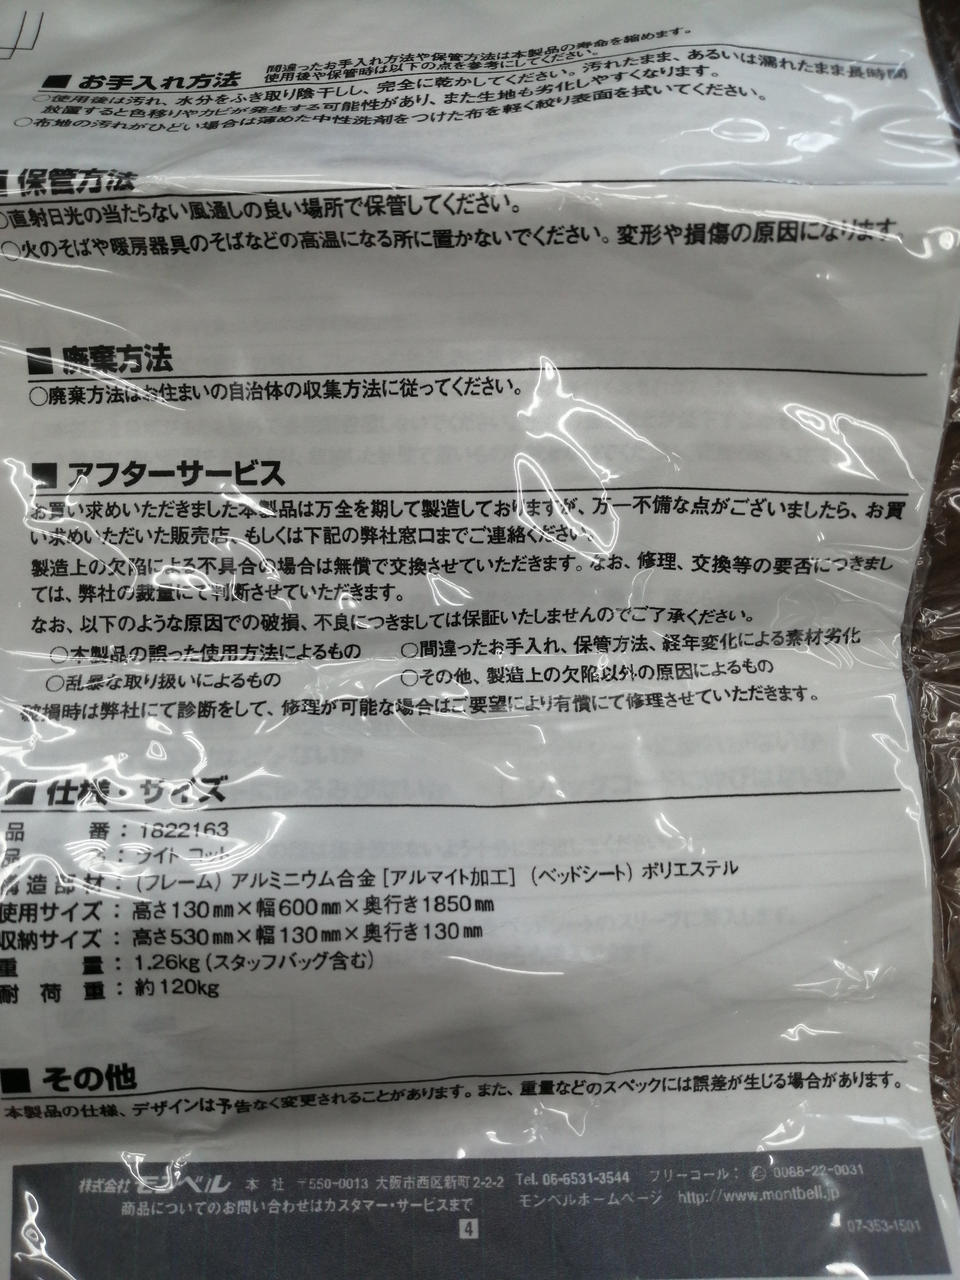 ■ お手入れ方法
間違ったお手入れ方法や保管方法は本製品の寿命を縮めます。
使用後や保管時は以下の点を参考にしてください。
○使用後は汚れ、水分をふき取り陰干しし、完全に乾かしてください。汚れたまま、あるいは濡れたまま長時間
放置すると色移りやカビが発生する可能性があり、また生地も劣化しやすくなります。
○布地の汚れがひどい場合は薄めた中性洗剤をつけた布を軽く絞り表面を拭いてください。
■ 保管方法
○直射日光の当たらない風通しの良い場所で保管してください。
○火のそばや暖房器具のそばなどの高温になる所に置かないでください。変形や損傷の原因になります。
■ 廃棄方法
○廃棄方法はお住まいの自治体の収集方法に従ってください。
■ アフターサービス
お買い求めいただきました本製品は万全を期して製造しておりますが、万一不備な点がございましたら、お買
い求めいただいた販売店、もしくは下記の弊社窓口までご連絡ください。
製造上の欠陥による不具合の場合は無償で交換させていただきます。なお、修理、交換等の要否につきまし
ては、弊社の裁量にて判断させていただきます。
なお、以下のような原因での破損、不良につきましては保証いたしませんのでご了承ください。
○本製品の誤った使用方法によるもの ○間違ったお手入れ、保管方法、経年変化による素材劣化
○乱暴な取り扱いによるもの ○その他、製造上の欠陥以外の原因によるもの
破損時は弊社にて診断をして、修理が可能な場合はご要望により有償にて修理させていただきます。
■ 仕様・サイズ
品番：1822163
品名：ライト コット
構造部材：(フレーム) アルミニウム合金 [アルマイト加工] (ベッドシート) ポリエステル
使用サイズ：高さ130㎜×幅600㎜×奥行き1850㎜
収納サイズ：高さ530㎜×幅130㎜×奥行き130㎜
重量：1.26kg (スタッフバッグ含む)
耐荷重：約120kg
■ その他
本製品の仕様、デザインは予告なく変更されることがあります。また、重量などのスペックには誤差が生じる場合があります。
株式会社 モンベル 本社 〒550-0013 大阪市西区新町2-2-2 Tel. 06-6531-3544 フリーコール： 0088-22-0031
商品についてのお問い合わせはカスタマー・サービスまで モンベルホームページ http://www.montbell.jp
4
07-353-1501